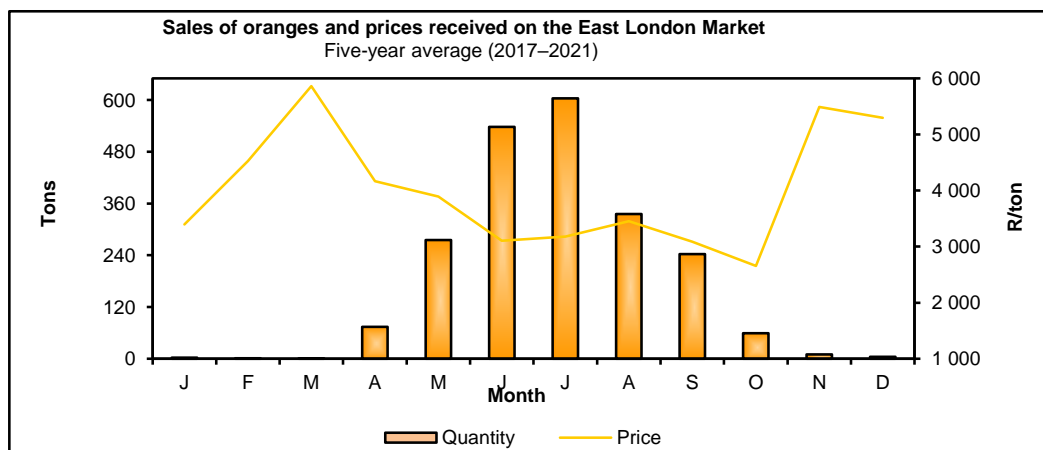 Sales of oranges and prices received on the East London Market
Five-year average (2017–2021)
Tons
600
480
360
240
120
0
6 000
5 000
4 000
3 000
2 000
1 000
R/ton
J F M A M J J A S O N D
Month
Quantity Price